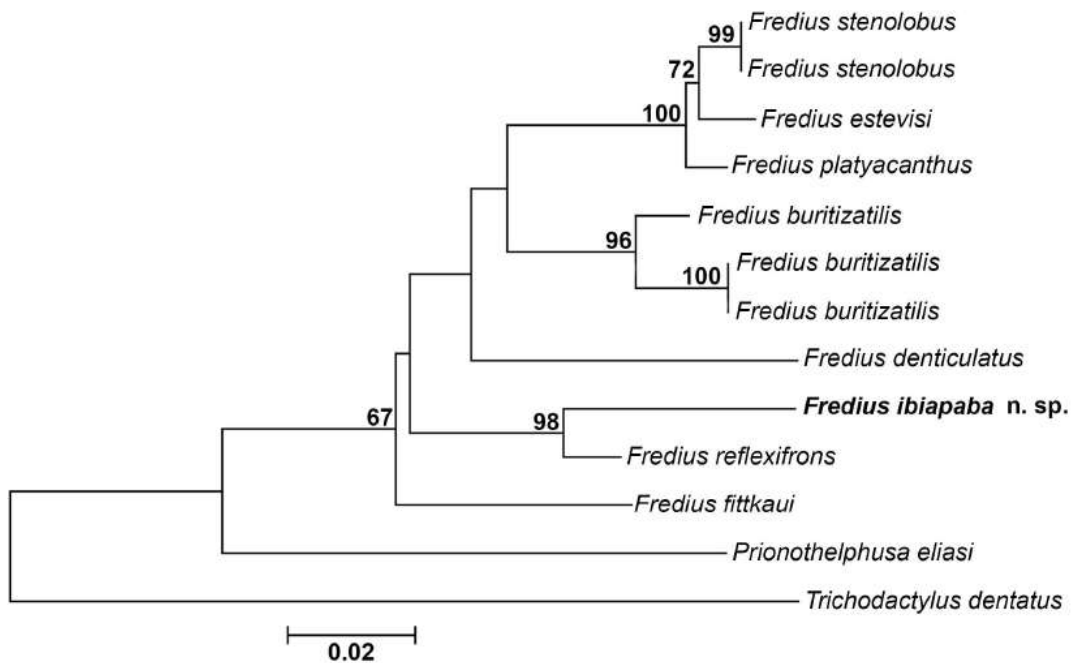 Fredius stenolobus
99
Fredius stenolobus
72
Fredius estevisi
100
Fredius platyacanthus
Fredius buritizatilis
96
Fredius buritizatilis
100
Fredius buritizatilis
Fredius denticulatus
Fredius ibiapaba n. sp.
67
98
Fredius reflexifrons
Fredius fittkaui
Prionothelphusa eliasi
Trichodactylus dentatus
0.02